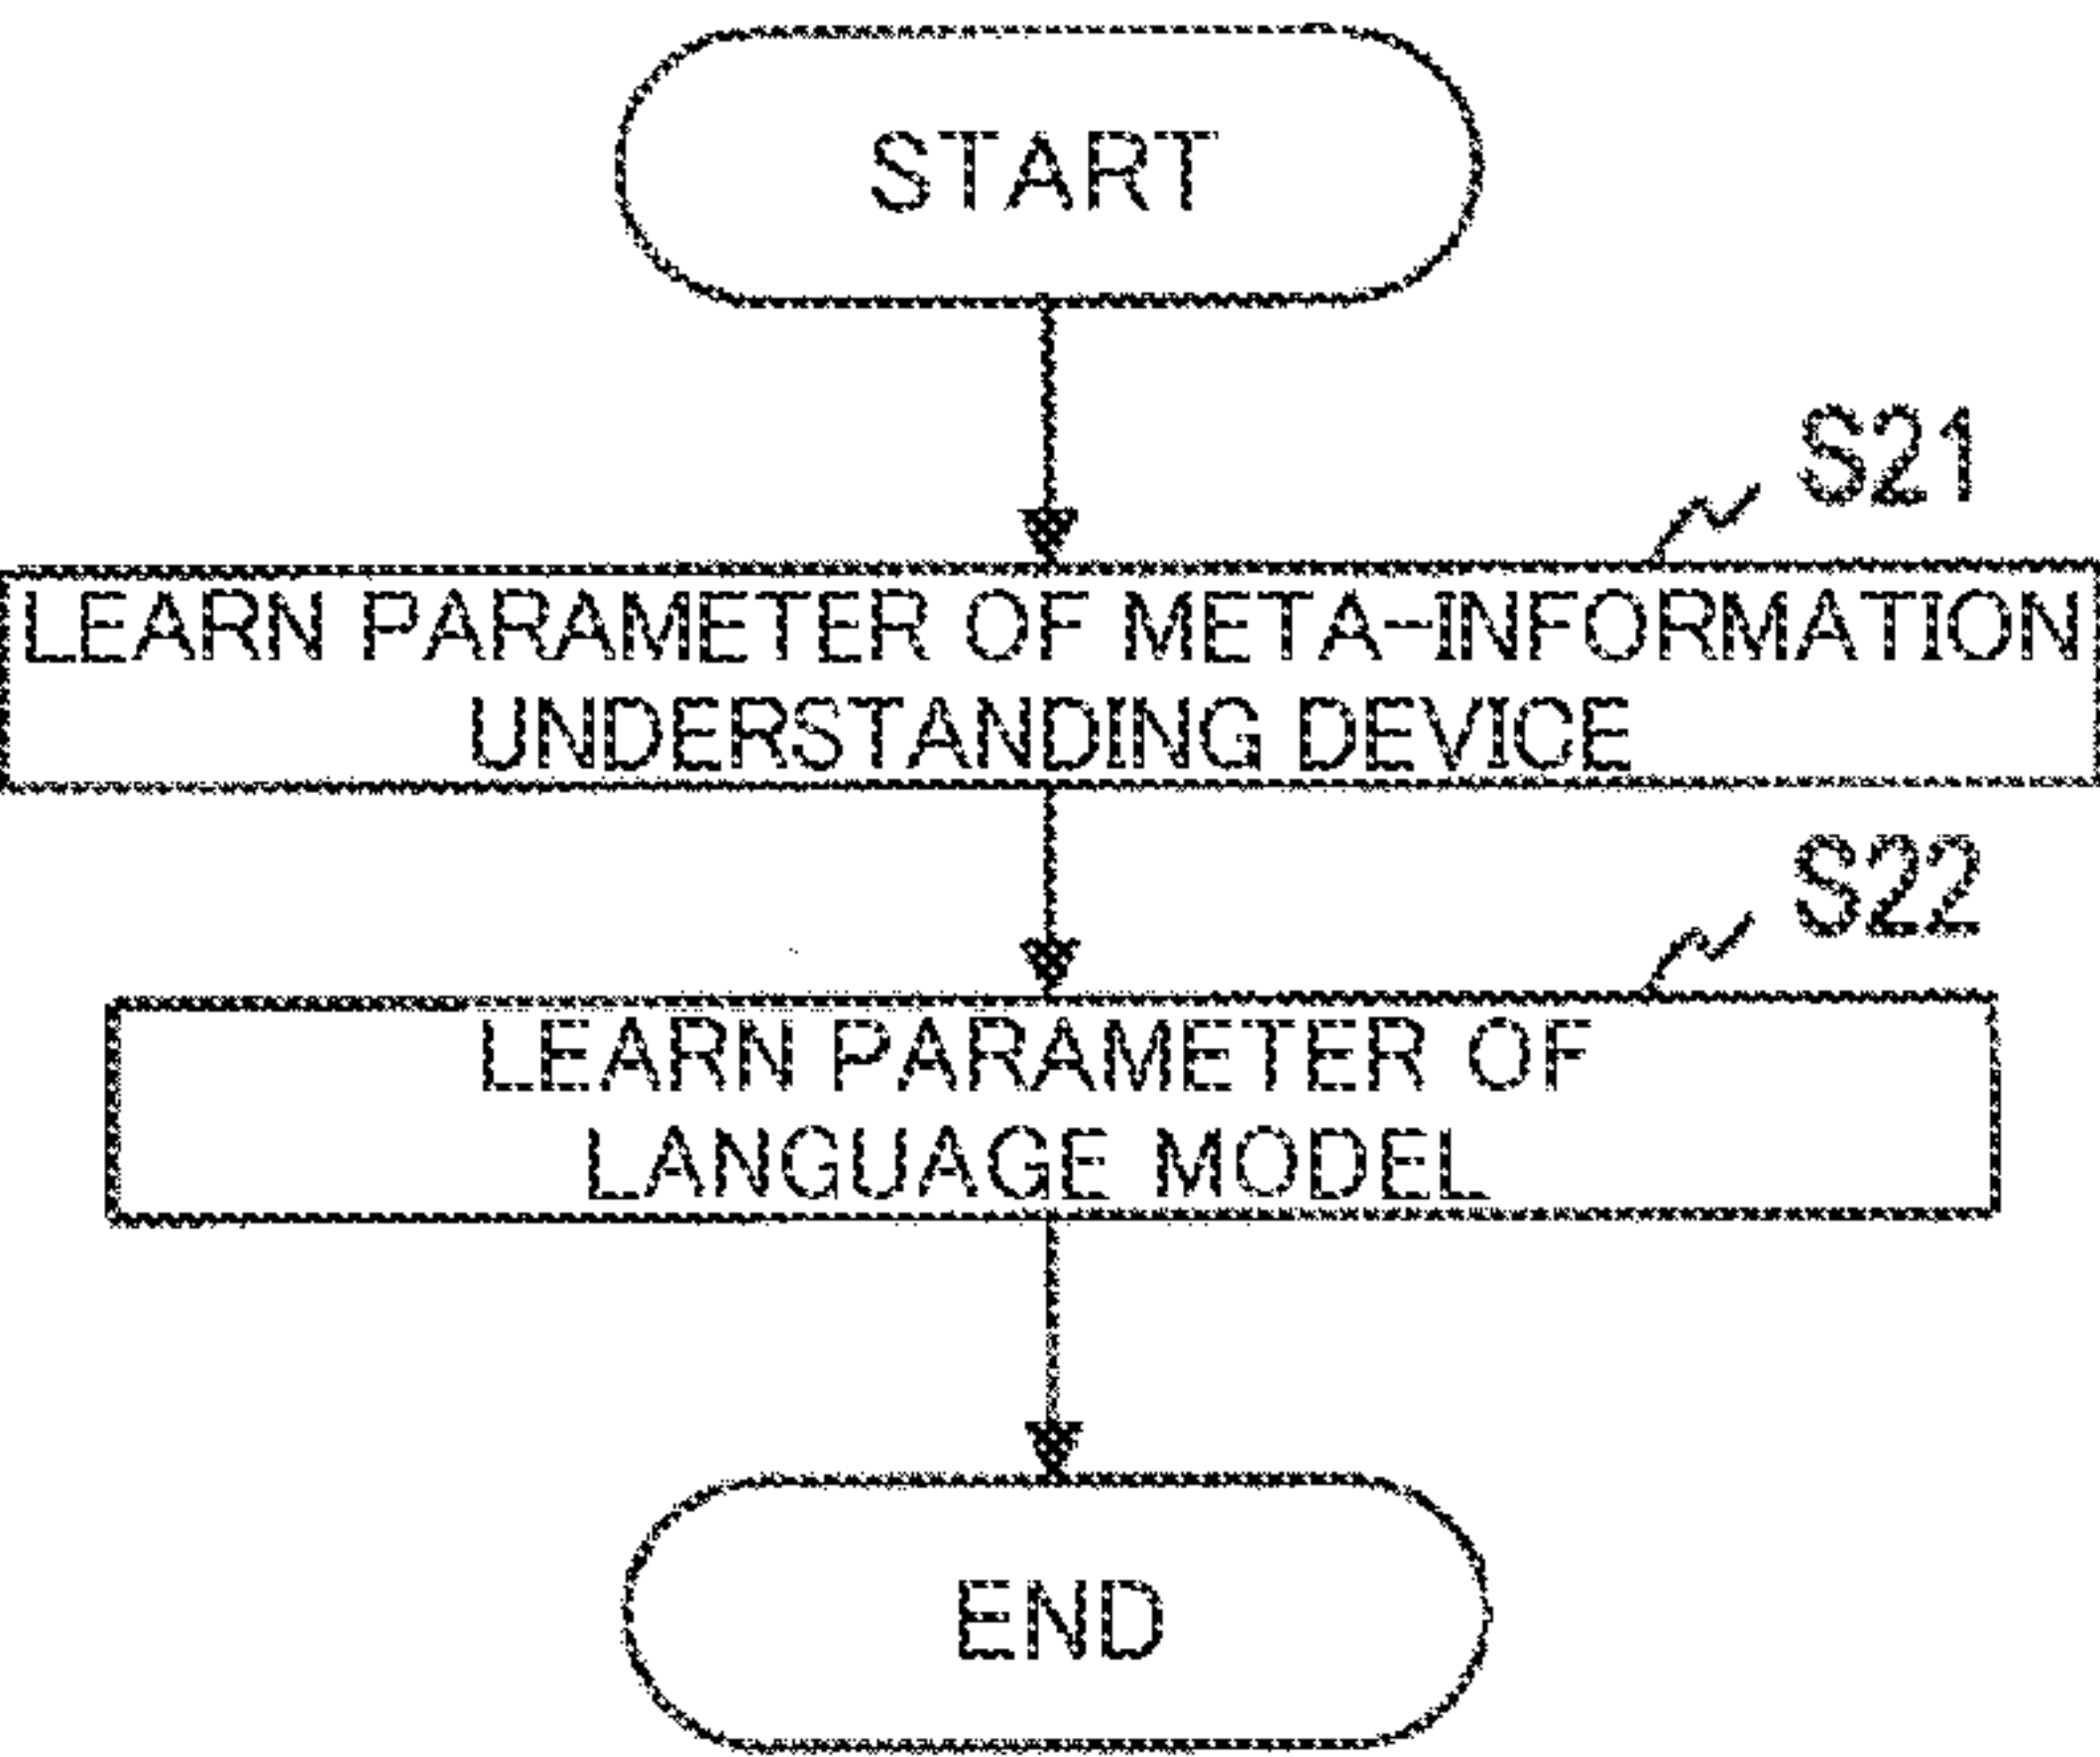 START
S21
LEARN PARAMETER OF META-INFORMATION
UNDERSTANDING DEVICE
S22
LEARN PARAMETER OF
LANGUAGE MODEL
END